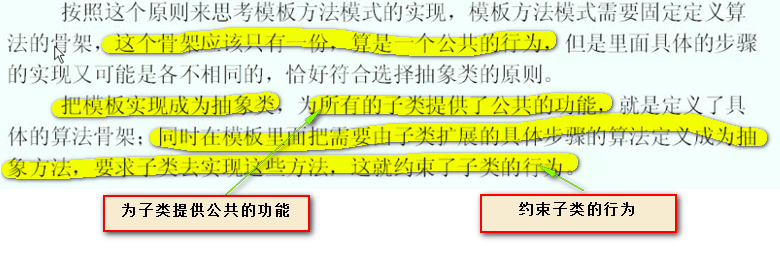 按照这个原则来思考模板方法模式的实现，模板方法模式需要固定定义算
法的骨架，这个骨架应该只有一份，算是一个公共的行为，但是里面具体的步骤
的实现又可能是各不相同的，恰好符合选择抽象类的原则。
把模板实现成为抽象类，为所有的子类提供了公共的功能，就是定义了具
体的算法骨架；同时在模板里面把需要由子类扩展的具体步骤的算法定义成为抽
象方法，要求子类去实现这些方法，这就约束了子类的行为。
为子类提供公共的功能
约束子类的行为